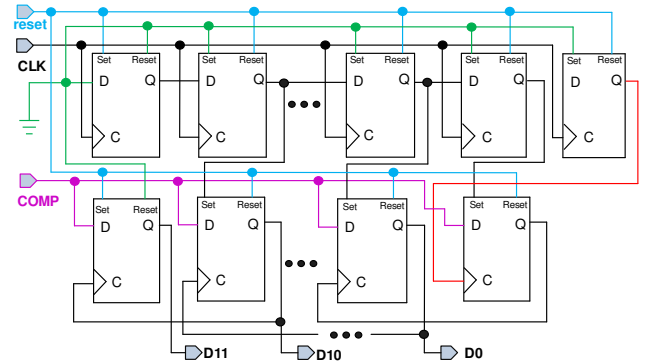 reset
CLK
Set Reset Set Reset Set Reset Set Reset Set Reset
D Q D Q D Q D Q D Q
C C C C C
COMP
Set Reset Set Reset Set Reset Set Reset
D Q D Q D Q D Q
C C C C
D11 D10 D0